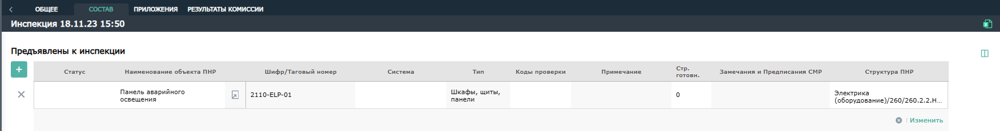 ОБЩЕЕ СОСТАВ ПРИЛОЖЕНИЯ РЕЗУЛЬТАТЫ КОМИССИИ
Инспекция 18.11.23 15:50
Предъявлены к инспекции
Статус Наименование объекта ПНР Шифр/Таговый номер Система Тип Коды проверки Примечание Стр. готовн. Замечания и Предписания СМР Структура ПНР
Панель аварийного
освещения
2110-ELP-01
Шкафы, щиты,
панели
0
Электрика
(оборудование)/260/260.2.2.Н...
Изменить